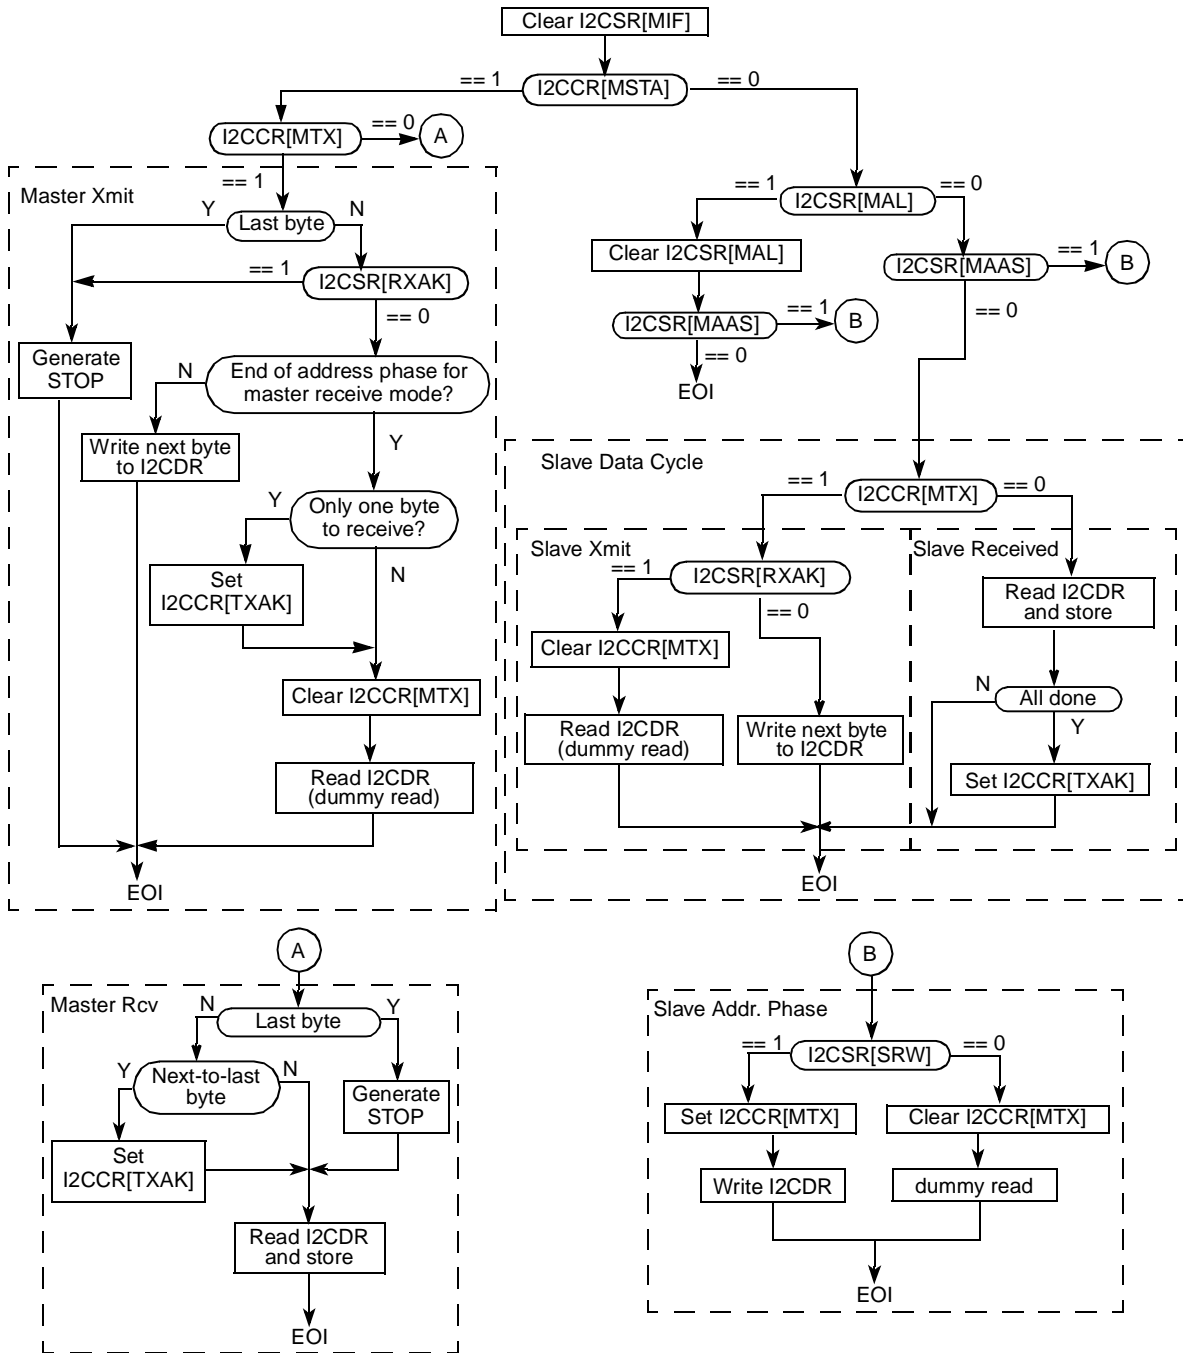 Clear I2CSR[MIF]
== 1
I2CCR[MSTA]
== 0
I2CCR[MTX]
== 0
A
== 1
Master Xmit
Y
Last byte
N
== 1
I2CSR[RXAK]
== 0
Generate
STOP
N
End of address phase for
master receive mode?
Y
Write next byte
to I2CDR
Y
Only one byte
to receive?
N
Set
I2CCR[TXAK]
Clear I2CCR[MTX]
Read I2CDR
(dummy read)
EOI
== 1
I2CSR[MAL]
== 0
Clear I2CSR[MAL]
I2CSR[MAAS]
== 1
B
== 0
EOI
I2CSR[MAAS]
== 1
B
== 0
Slave Data Cycle
== 1
I2CCR[MTX]
== 0
Slave Xmit
== 1
I2CSR[RXAK]
== 0
Clear I2CCR[MTX]
Read I2CDR
(dummy read)
Write next byte
to I2CDR
Slave Received
Read I2CDR
and store
N
All done
Y
Set I2CCR[TXAK]
EOI
A
Master Rcv
N
Last byte
Y
Y
Next-to-last
byte
N
Generate
STOP
Set
I2CCR[TXAK]
Read I2CDR
and store
EOI
B
Slave Addr. Phase
== 1
I2CSR[SRW]
== 0
Set I2CCR[MTX]
Clear I2CCR[MTX]
Write I2CDR
dummy read
EOI